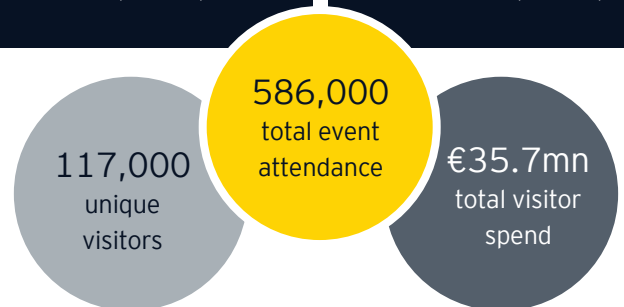 117,000
unique
visitors
586,000
total event
attendance
€35.7mn
total visitor
spend